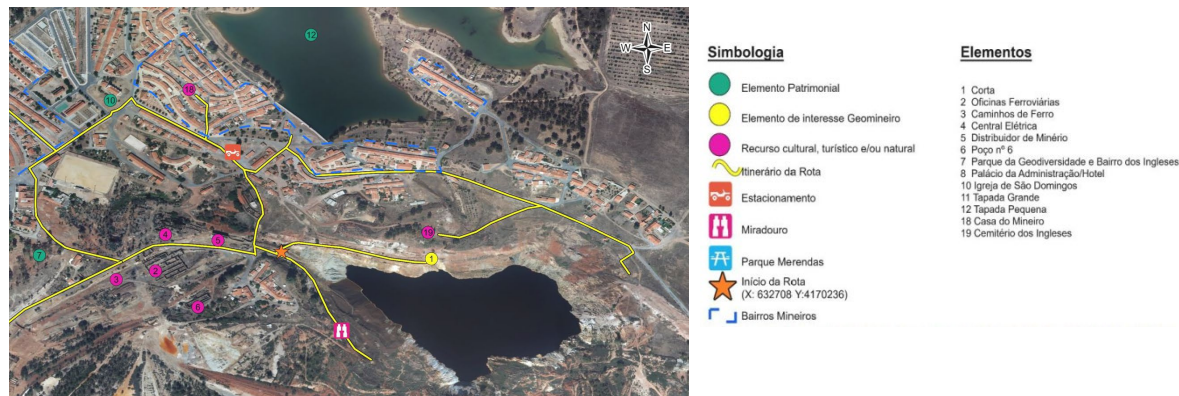 12
N
W E
S
18
10
19
4
5
7
1
2
3
6
Simbologia
Elemento Patrimonial
Elemento de interesse Geomineiro
Recurso cultural, turístico e/ou natural
Itinerário da Rota
Estacionamento
Miradouro
Parque Merendas
Início da Rota
(X: 632708 Y:4170236)
Bairros Mineiros
Elementos
1 Corta
2 Oficinas Ferroviárias
3 Caminhos de Ferro
4 Central Elétrica
5 Distribuidor de Minério
6 Poço nº 6
7 Parque da Geodiversidade e Bairro dos Ingleses
8 Palácio da Administração/Hotel
10 Igreja de São Domingos
11 Tapada Grande
12 Tapada Pequena
18 Casa do Mineiro
19 Cemitério dos Ingleses